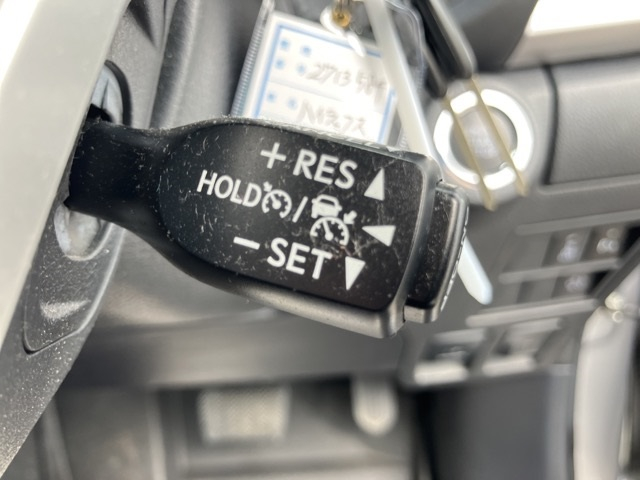 + RES
HOLD /
− SET